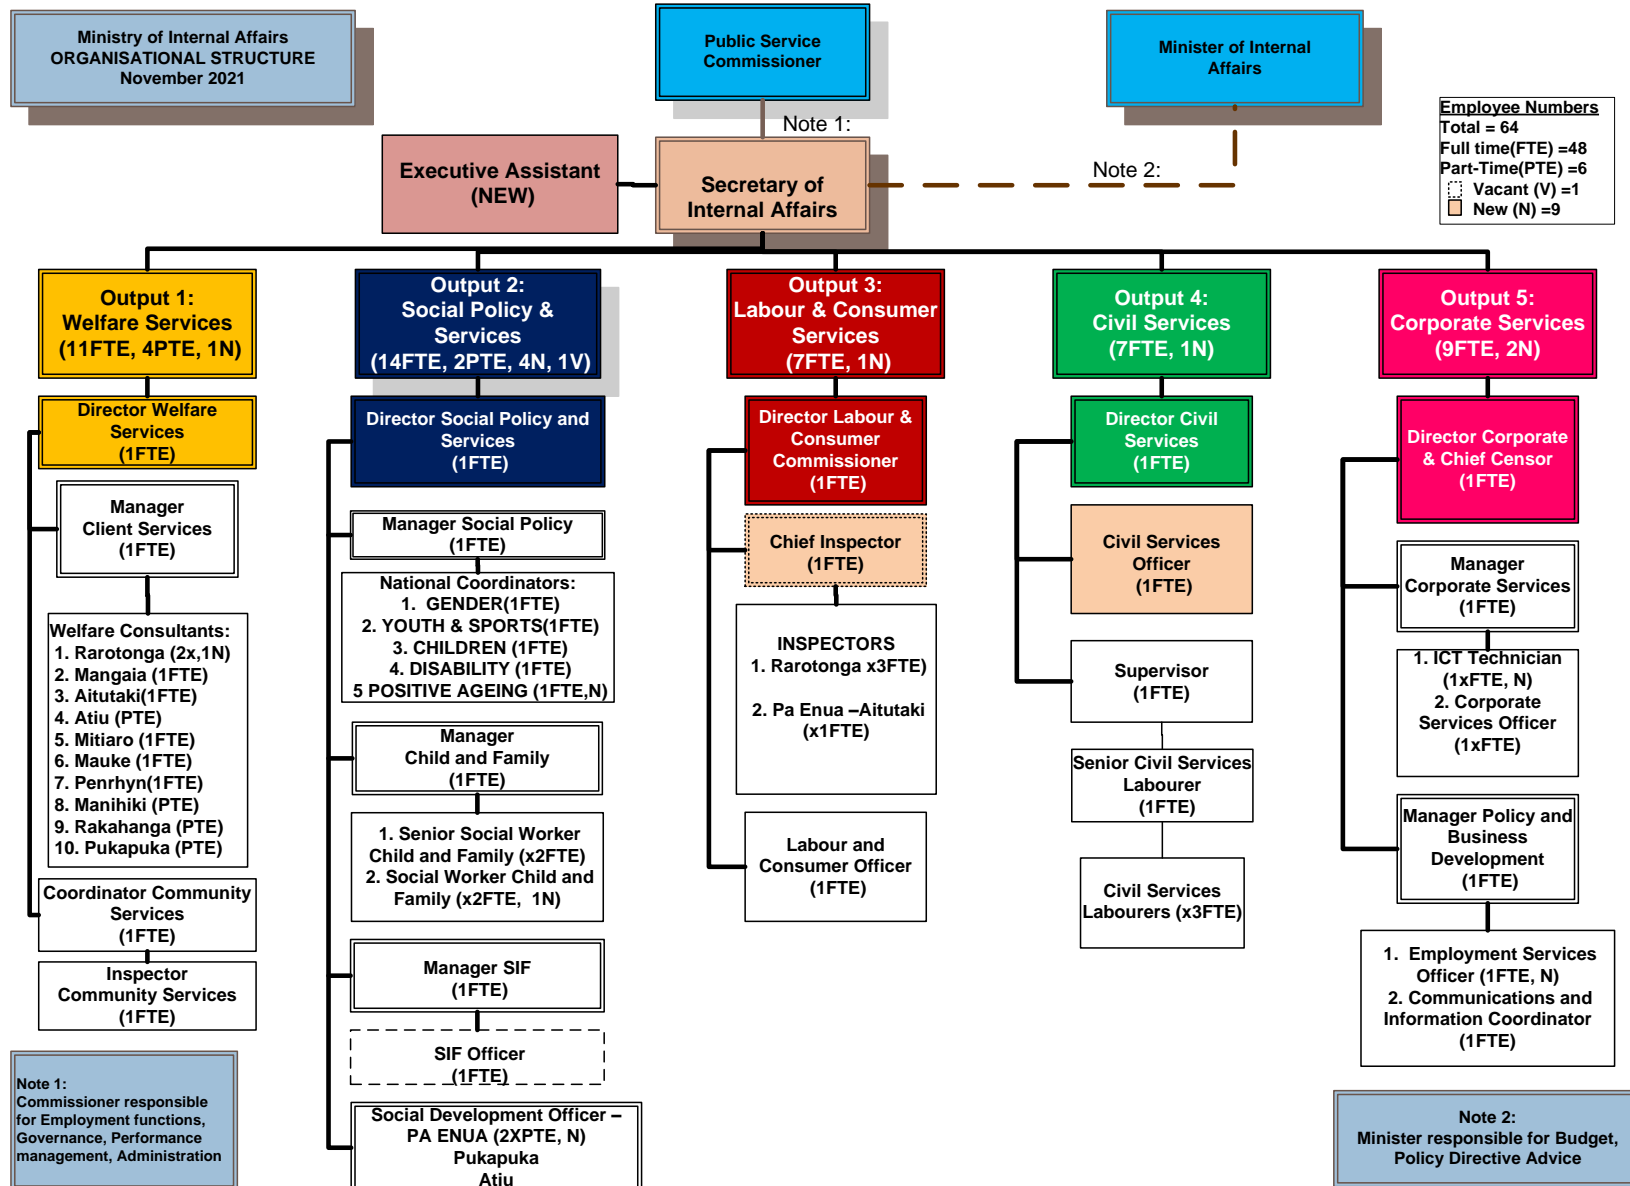 Ministry of Internal Affairs
ORGANISATIONAL STRUCTURE
November 2021
Public Service
Commissioner
Minister of Internal
Affairs
Note 1:
Note 2:
Employee Numbers
Total = 64
Full time(FTE) =48
Part-Time(PTE) =6
Vacant (V) =1
New (N) =9
Executive Assistant
(NEW)
Secretary of
Internal Affairs
Output 1:
Welfare Services
(11FTE, 4PTE, 1N)
Director Welfare
Services
(1FTE)
Manager
Client Services
(1FTE)
Welfare Consultants:
1. Rarotonga (2x,1N)
2. Mangaia (1FTE)
3. Aitutaki(1FTE)
4. Atiu (PTE)
5. Mitiaro (1FTE)
6. Mauke (1FTE)
7. Penrhyn(1FTE)
8. Manihiki (PTE)
9. Rakahanga (PTE)
10. Pukapuka (PTE)
Coordinator Community
Services
(1FTE)
Inspector
Community Services
(1FTE)
Output 2:
Social Policy &
Services
(14FTE, 2PTE, 4N, 1V)
Director Social Policy and
Services
(1FTE)
Manager Social Policy
(1FTE)
National Coordinators:
1. GENDER(1FTE)
2. YOUTH & SPORTS(1FTE)
3. CHILDREN (1FTE)
4. DISABILITY (1FTE)
5 POSITIVE AGEING (1FTE,N)
Manager
Child and Family
(1FTE)
1. Senior Social Worker
Child and Family (x2FTE)
2. Social Worker Child and
Family (x2FTE, 1N)
Manager SIF
(1FTE)
SIF Officer
(1FTE)
Social Development Officer –
PA ENUA (2XPTE, N)
Pukapuka
Atiu
Output 3:
Labour & Consumer
Services
(7FTE, 1N)
Director Labour &
Consumer
Commissioner
(1FTE)
Chief Inspector
(1FTE)
INSPECTORS
1. Rarotonga x3FTE)
2. Pa Enua –Aitutaki
(x1FTE)
Labour and
Consumer Officer
(1FTE)
Output 4:
Civil Services
(7FTE, 1N)
Director Civil
Services
(1FTE)
Civil Services
Officer
(1FTE)
Supervisor
(1FTE)
Senior Civil Services
Labourer
(1FTE)
Civil Services
Labourers (x3FTE)
Output 5:
Corporate Services
(9FTE, 2N)
Director Corporate
& Chief Censor
(1FTE)
Manager
Corporate Services
(1FTE)
1. ICT Technician
(1xFTE, N)
2. Corporate
Services Officer
(1xFTE)
Manager Policy and
Business
Development
(1FTE)
1. Employment Services
Officer (1FTE, N)
2. Communications and
Information Coordinator
(1FTE)
Note 1:
Commissioner responsible
for Employment functions,
Governance, Performance
management, Administration
Note 2:
Minister responsible for Budget,
Policy Directive Advice